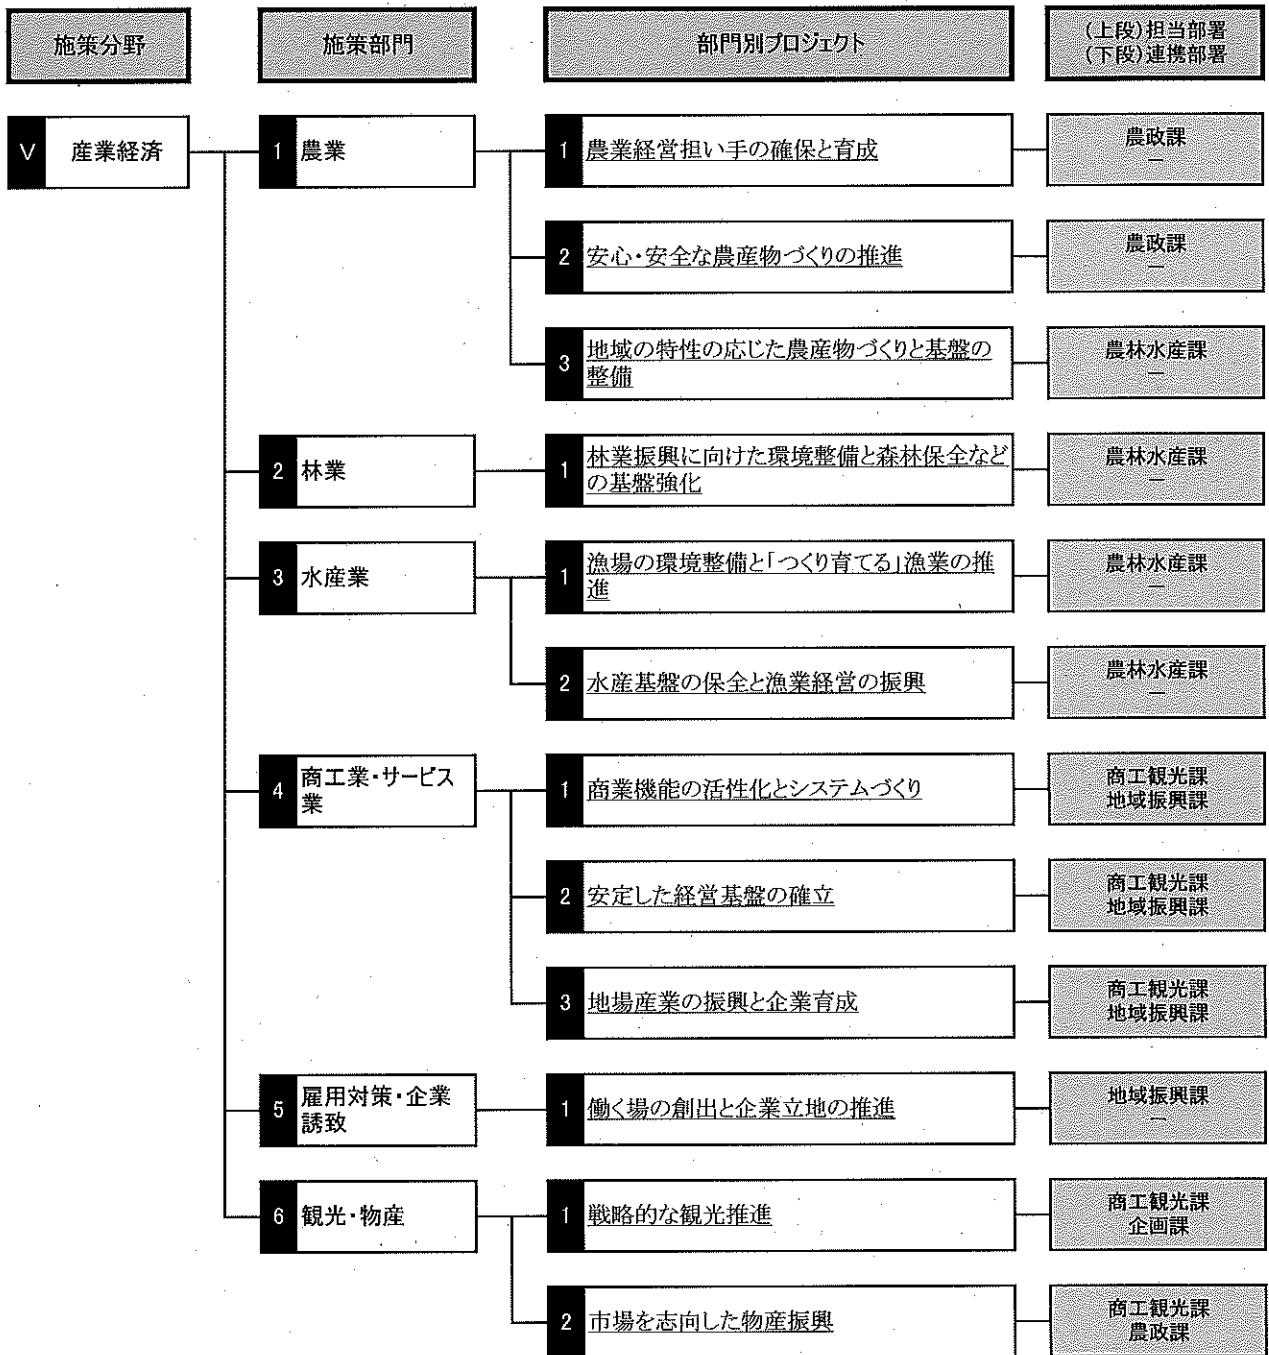 施策分野
施策部門
部門別プロジェクト
(上段)担当部署
(下段)連携部署
Ⅴ 産業経済
1 農業
1 農業経営担い手の確保と育成
農政課
―
2 安心・安全な農産物づくりの推進
農政課
―
3 地域の特性の応じた農産物づくりと基盤の
整備
農林水産課
―
2 林業
1 林業振興に向けた環境整備と森林保全など
の基盤強化
農林水産課
―
3 水産業
1 漁場の環境整備と「つくり育てる」漁業の推
進
農林水産課
―
2 水産基盤の保全と漁業経営の振興
農林水産課
―
4 商工業・サービス
業
1 商業機能の活性化とシステムづくり
商工観光課
地域振興課
2 安定した経営基盤の確立
商工観光課
地域振興課
3 地場産業の振興と企業育成
商工観光課
地域振興課
5 雇用対策・企業
誘致
1 働く場の創出と企業立地の推進
地域振興課
―
6 観光・物産
1 戦略的な観光推進
商工観光課
企画課
2 市場を志向した物産振興
商工観光課
農政課